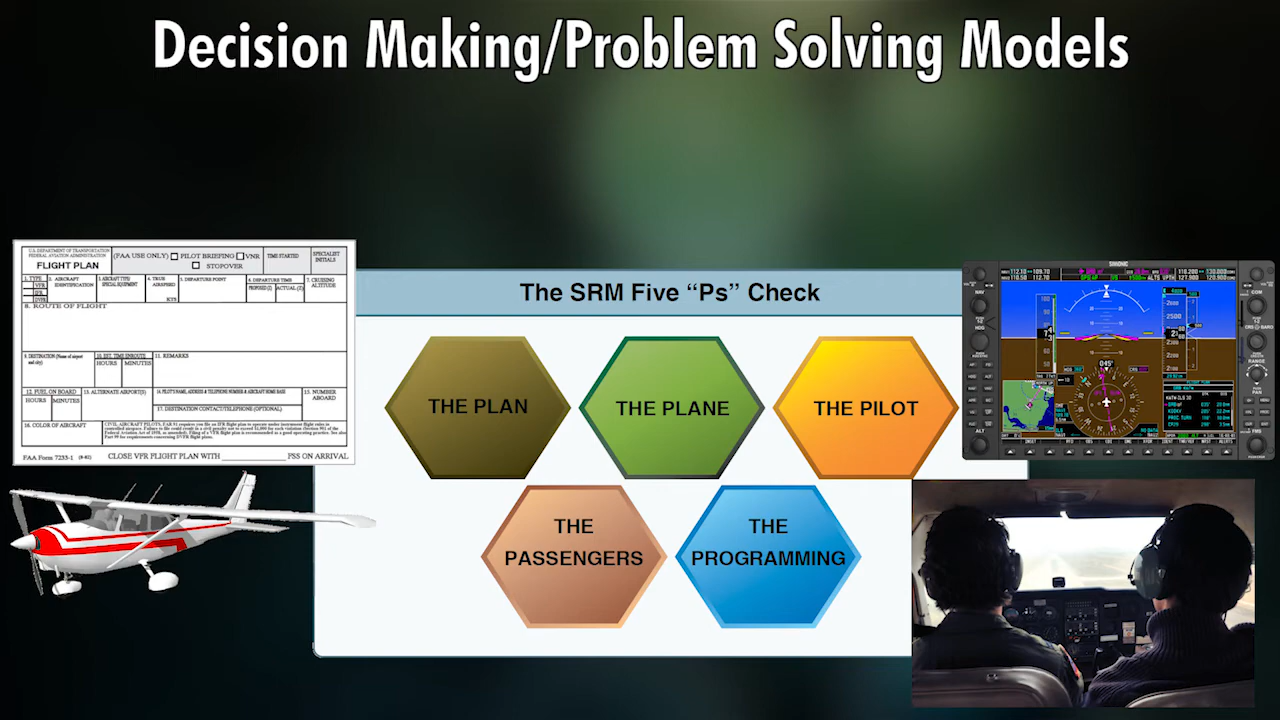 Decision Making/Problem Solving Models
U.S. DEPARTMENT OF TRANSPORTATION
FEDERAL AVIATION ADMINISTRATION
FLIGHT PLAN
(FAA USE ONLY) PILOT BRIEFING VNR
STOPOVER
TIME STARTED
SPECIALIST
INITIALS
1. TYPE
VFR
IFR
DVFR
2. AIRCRAFT
IDENTIFICATION
3. AIRCRAFT TYPE/
SPECIAL EQUIPMENT
4. TRUE
AIRSPEED
KTS
5. DEPARTURE POINT
6. DEPARTURE TIME
PROPOSED (Z) ACTUAL (Z)
7. CRUISING
ALTITUDE
8. ROUTE OF FLIGHT
9. DESTINATION (Name of airport
and city)
10. EST. TIME ENROUTE
HOURS MINUTES
11. REMARKS
12. FUEL ON BOARD
HOURS MINUTES
13. ALTERNATE AIRPORT(S)
14. PILOT'S NAME, ADDRESS & TELEPHONE NUMBER & AIRCRAFT HOME BASE
17. DESTINATION CONTACT/TELEPHONE (OPTIONAL)
15. NUMBER
ABOARD
16. COLOR OF AIRCRAFT
FAA Form 7233-1 (8-82) CLOSE VFR FLIGHT PLAN WITH FSS ON ARRIVAL
The SRM Five “Ps” Check
THE PLAN
THE PLANE
THE PILOT
THE
PASSENGERS
THE
PROGRAMMING
GARMIN